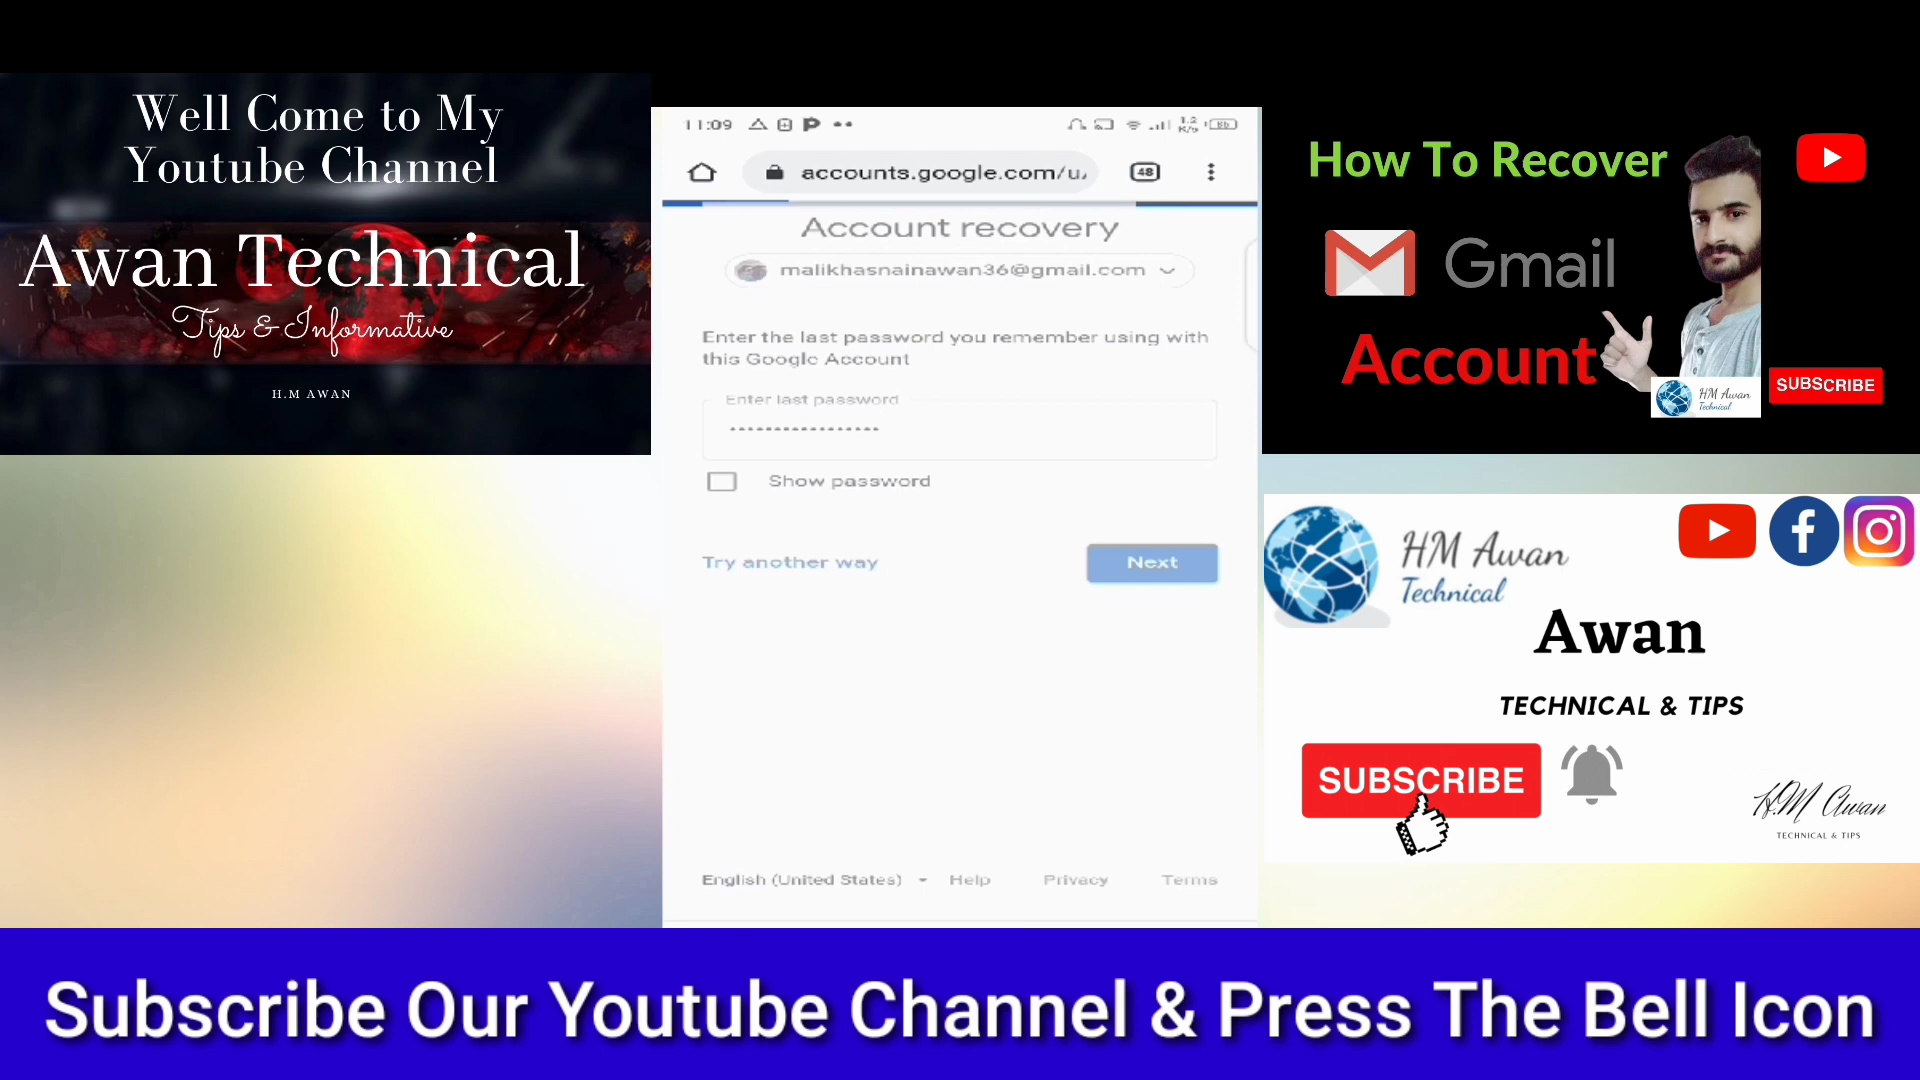 Well Come to My
Youtube Channel
Awan Technical
Tips & Informative
H.M AWAN
11:09
1.2
K/s
86
accounts.google.com/u/
48
Account recovery
malikhasnainawan36@gmail.com
Enter the last password you remember using with
this Google Account
Enter last password
•••••••••••••••••
Show password
Try another way
Next
English (United States)
Help
Privacy
Terms
How To Recover
Gmail
Account
HM Awan
Technical
SUBSCRIBE
HM Awan
Technical
Awan
TECHNICAL & TIPS
SUBSCRIBE
H.M Awan
TECHNICAL & TIPS
Subscribe Our Youtube Channel & Press The Bell Icon